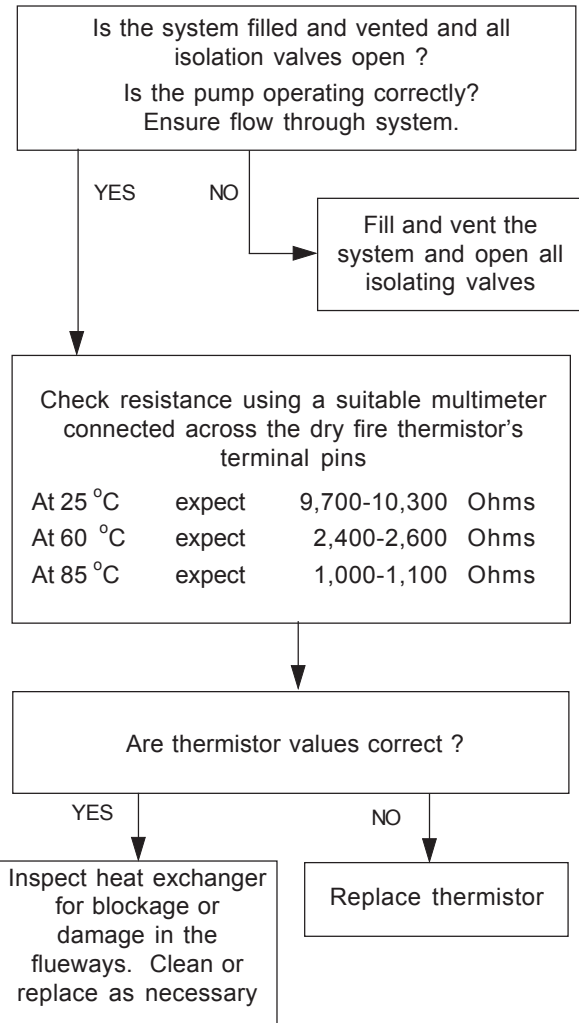 Is the system filled and vented and all
isolation valves open ?
Is the pump operating correctly?
Ensure flow through system.
YES
NO
Fill and vent the
system and open all
isolating valves
Check resistance using a suitable multimeter
connected across the dry fire thermistor's
terminal pins
At 25 °C expect 9,700-10,300 Ohms
At 60 °C expect 2,400-2,600 Ohms
At 85 °C expect 1,000-1,100 Ohms
Are thermistor values correct ?
YES
NO
Inspect heat exchanger
for blockage or
damage in the
flueways. Clean or
replace as necessary
Replace thermistor